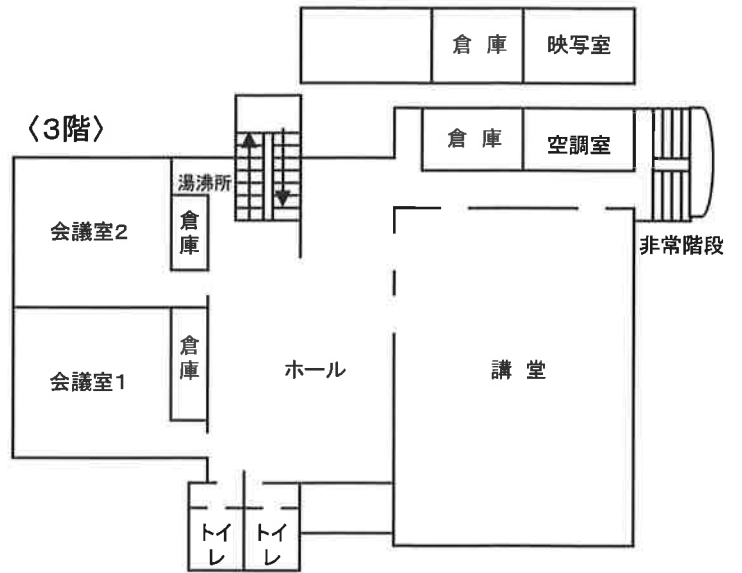 倉 庫
映写室
〈3階〉
倉 庫
空調室
湯沸所
会議室2
倉
庫
非常階段
倉
庫
会議室1
ホール
講 堂
トイ
レ
トイ
レ